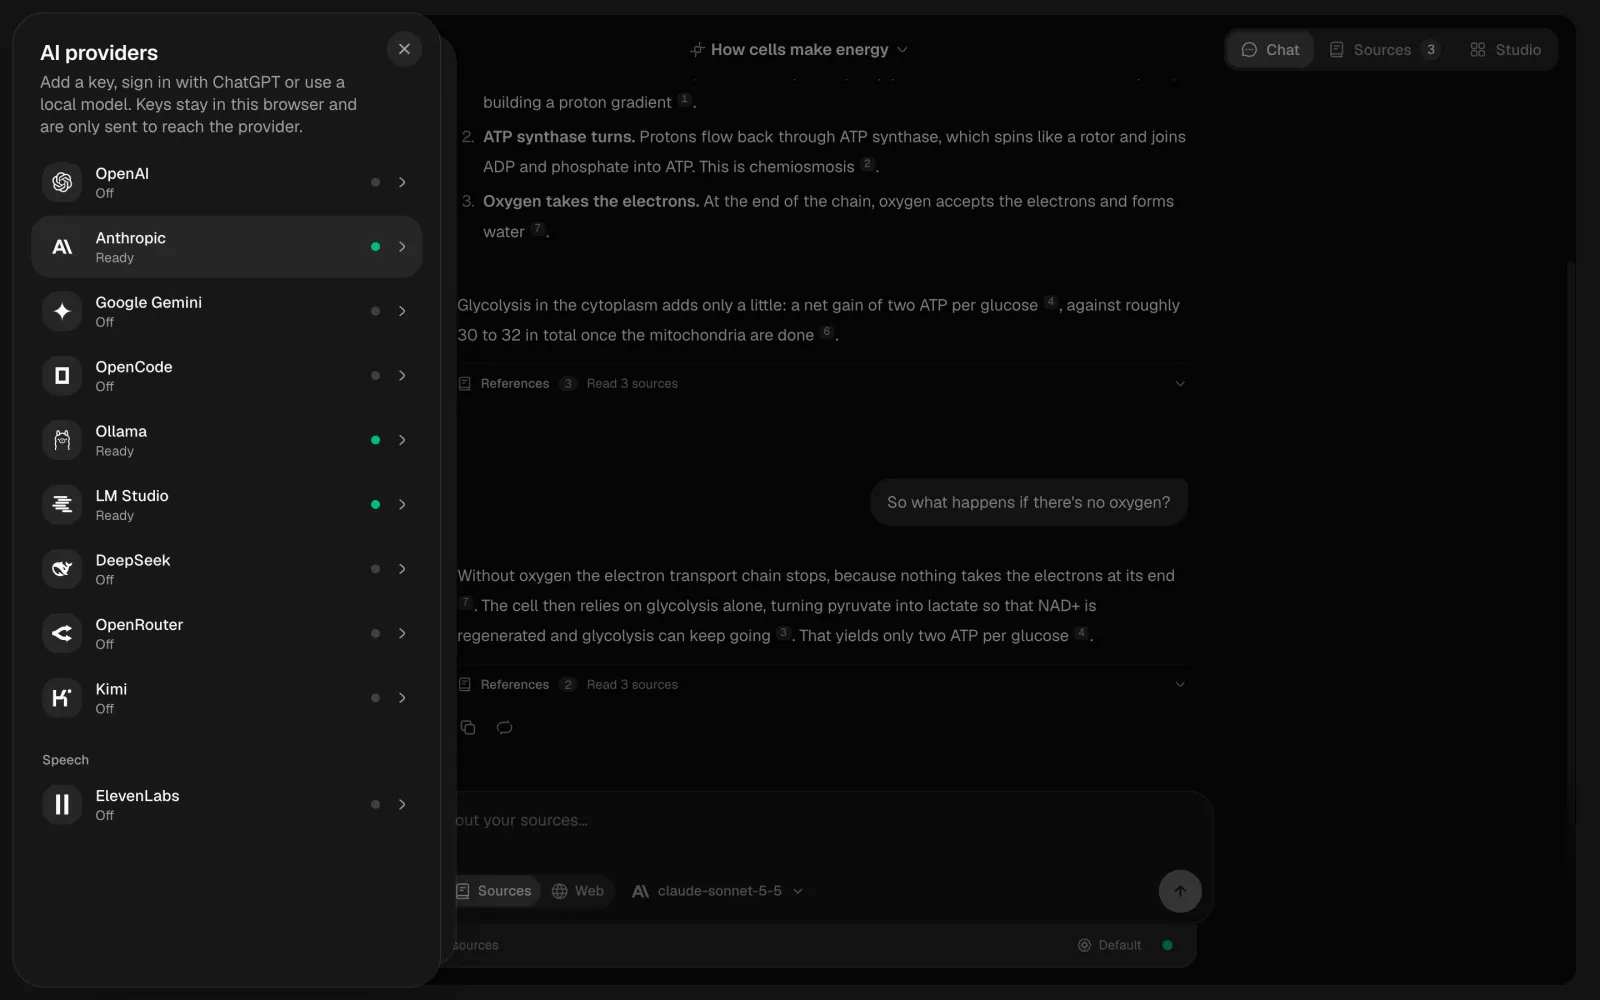 AI providers
Add a key, sign in with ChatGPT or use a
local model. Keys stay in this browser and
are only sent to reach the provider.
OpenAI
Off
Anthropic
Ready
Google Gemini
Off
OpenCode
Off
Ollama
Ready
LM Studio
Ready
DeepSeek
Off
OpenRouter
Off
Kimi
Off
Speech
ElevenLabs
Off
How cells make energy
Chat
Sources 3
Studio
building a proton gradient 1.
2. ATP synthase turns. Protons flow back through ATP synthase, which spins like a rotor and joins
ADP and phosphate into ATP. This is chemiosmosis 2.
3. Oxygen takes the electrons. At the end of the chain, oxygen accepts the electrons and forms
water 7.
Glycolysis in the cytoplasm adds only a little: a net gain of two ATP per glucose 4, against roughly
30 to 32 in total once the mitochondria are done 6.
References 3 Read 3 sources
So what happens if there's no oxygen?
Without oxygen the electron transport chain stops, because nothing takes the electrons at its end
7. The cell then relies on glycolysis alone, turning pyruvate into lactate so that NAD+ is
regenerated and glycolysis can keep going 3. That yields only two ATP per glucose 4.
References 2 Read 3 sources
out your sources...
Sources
Web
claude-sonnet-5-5
sources
Default